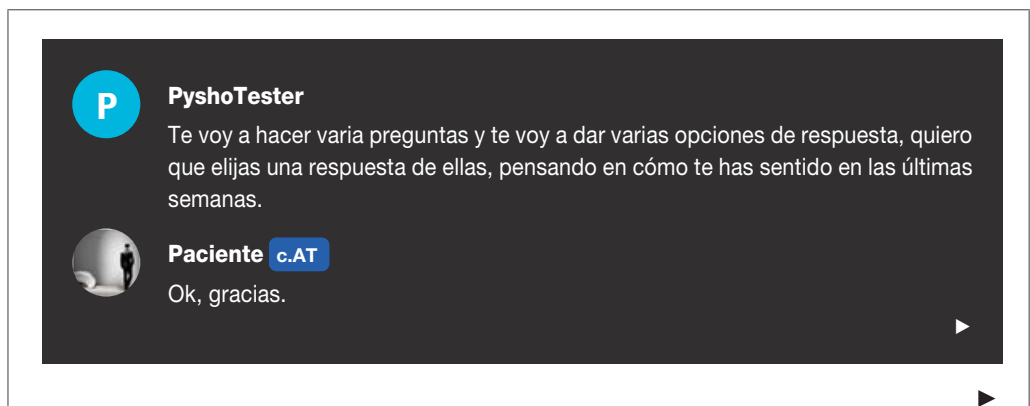 P
PyshoTester
Te voy a hacer varia preguntas y te voy a dar varias opciones de respuesta, quiero
que elijas una respuesta de ellas, pensando en cómo te has sentido en las últimas
semanas.
Paciente c.AT
Ok, gracias.